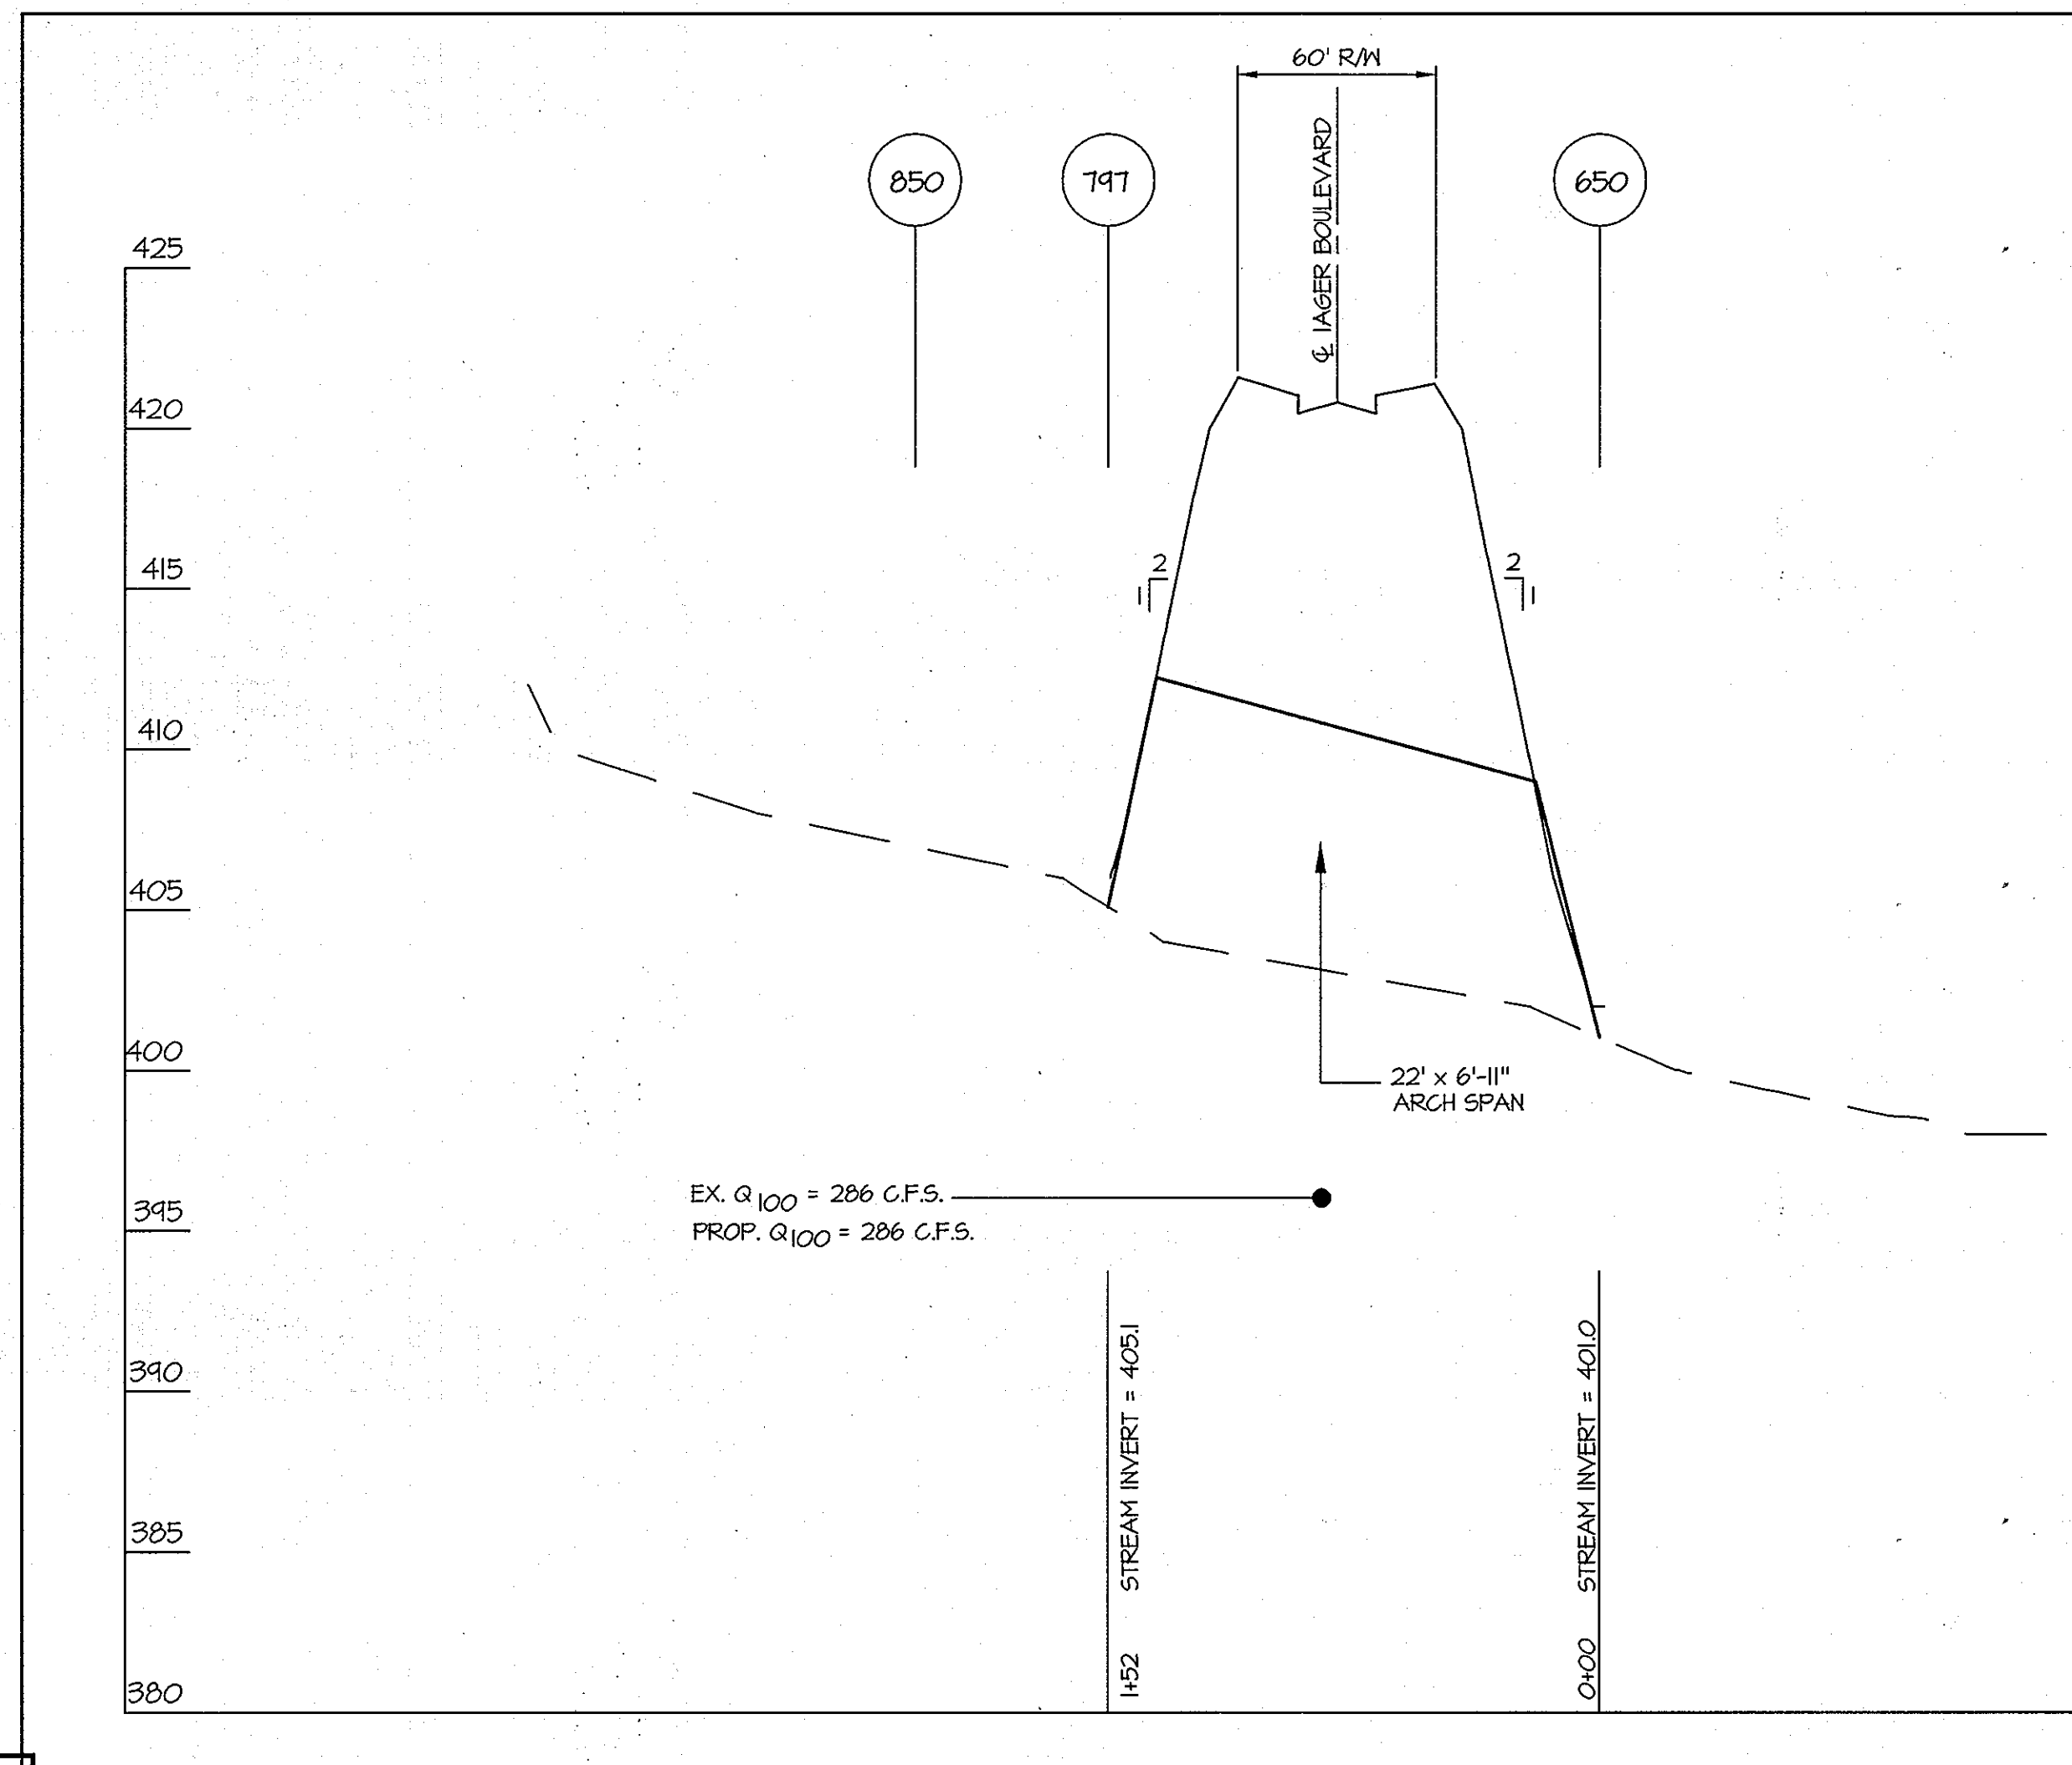 60' R/W
850
797
650
℄ IAGER BOULEVARD
425
420
415
410
405
400
395
390
385
380
2
1
2
1
22' x 6'-11"
ARCH SPAN
EX. Q100 = 286 C.F.S.
PROP. Q100 = 286 C.F.S.
1+52 STREAM INVERT = 405.1
0+00 STREAM INVERT = 401.0